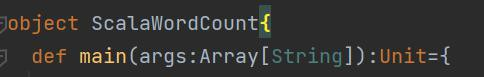 object ScalaWordCount{
def main(args:Array[String]):Unit={